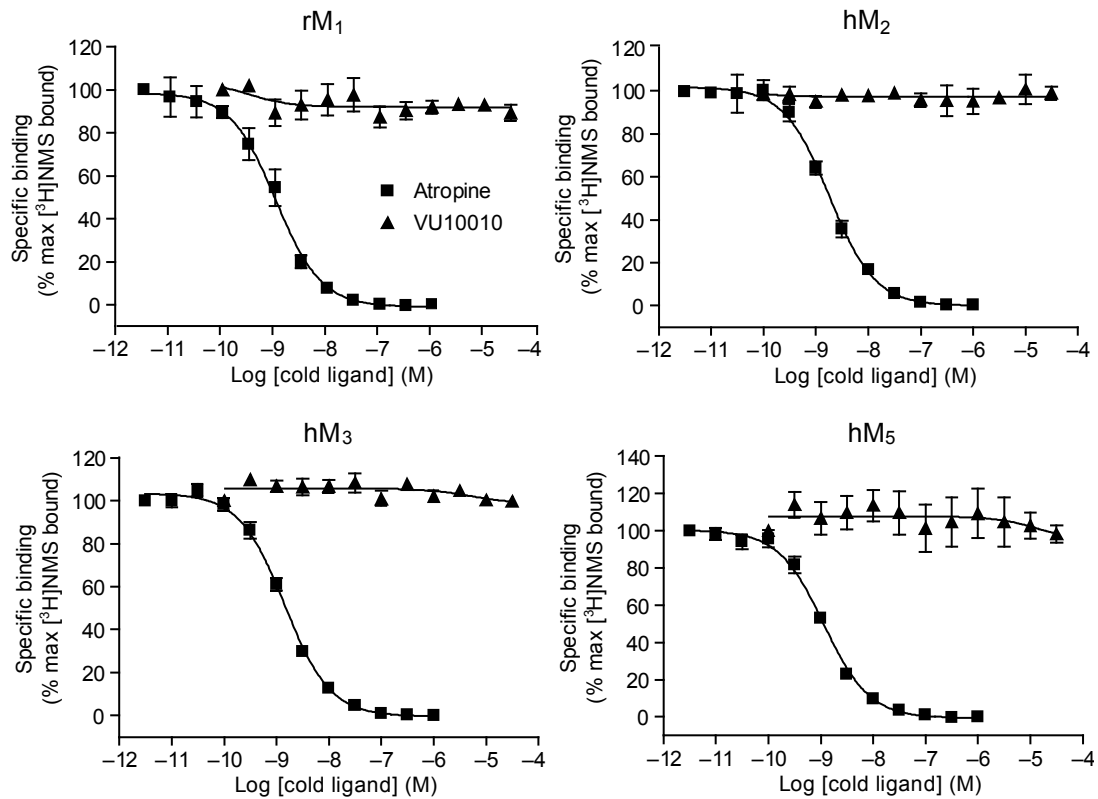 rM₁
Specific binding
(% max [³H]NMS bound)
120
100
80
60
40
20
0
Atropine
VU10010
–12 –11 –10 –9 –8 –7 –6 –5 –4
Log [cold ligand] (M)
hM₂
Specific binding
(% max [³H]NMS bound)
120
100
80
60
40
20
0
–12 –11 –10 –9 –8 –7 –6 –5 –4
Log [cold ligand] (M)
hM₃
Specific binding
(% max [³H]NMS bound)
120
100
80
60
40
20
0
–12 –11 –10 –9 –8 –7 –6 –5 –4
Log [cold ligand] (M)
hM₅
Specific binding
(% max [³H]NMS bound)
140
120
100
80
60
40
20
0
–12 –11 –10 –9 –8 –7 –6 –5 –4
Log [cold ligand] (M)